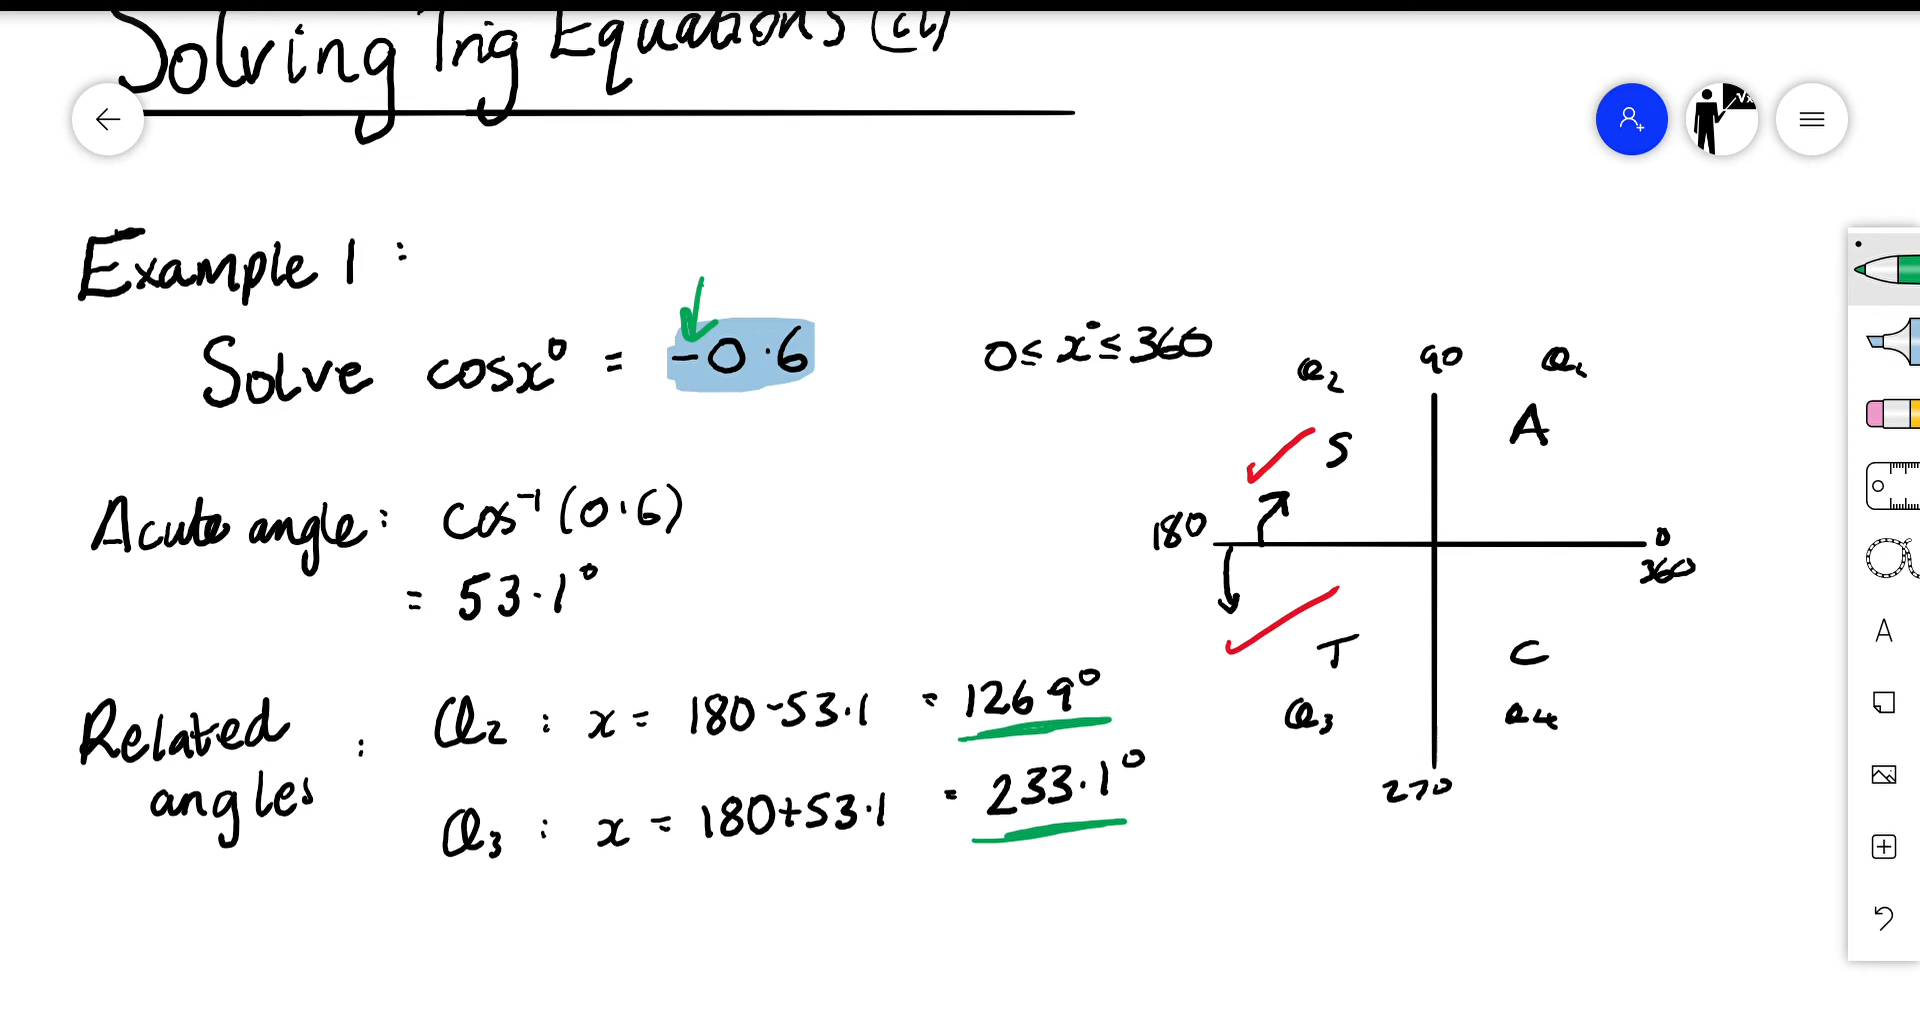 Solving Trig Equations (ii)
Example 1 :
Solve cosx° = -0.6
0 ≤ x° ≤ 360
Acute angle : cos⁻¹(0.6)
= 53.1°
Related angles :
Q2 : x = 180-53.1 = 126.9°
Q3 : x = 180+53.1 = 233.1°
Q2 90 Q1
S A
180 0
360
T C
Q3 Q4
270
√x
A